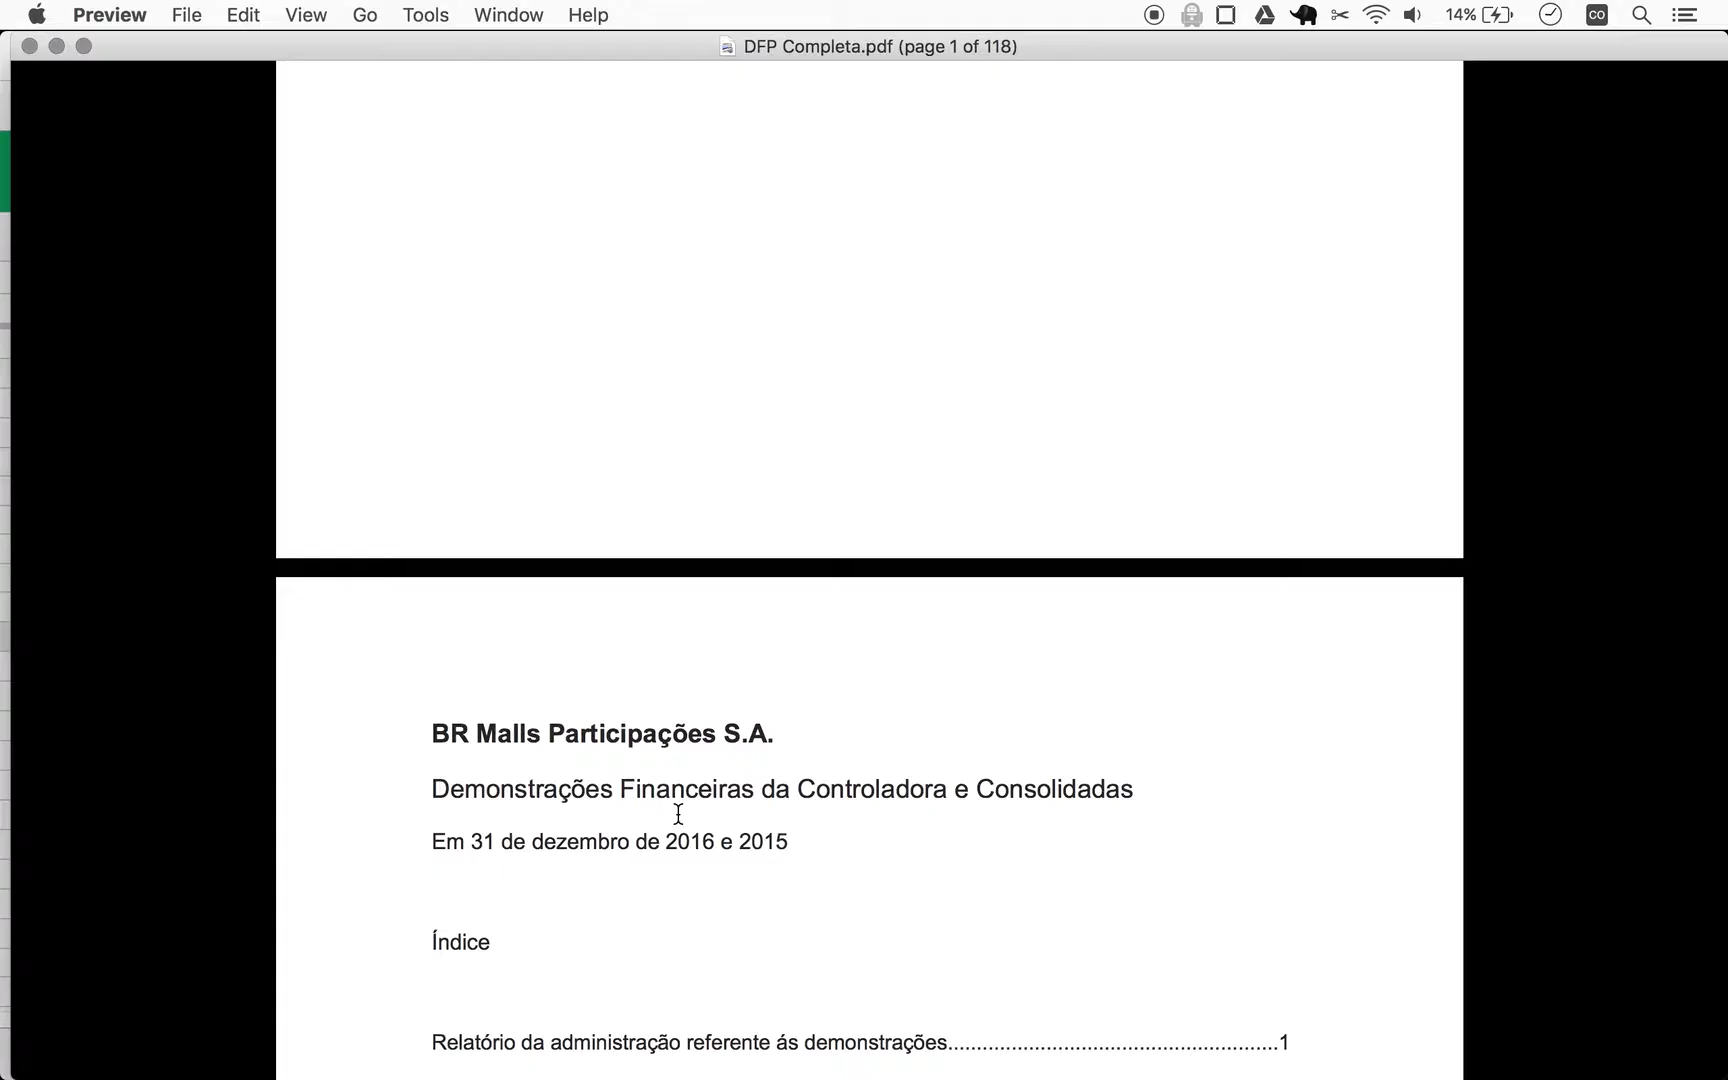 Preview File Edit View Go Tools Window Help 14% CO
DFP Completa.pdf (page 1 of 118)
BR Malls Participações S.A.
Demonstrações Financeiras da Controladora e Consolidadas
Em 31 de dezembro de 2016 e 2015
Índice
Relatório da administração referente ás demonstrações..........................................................1